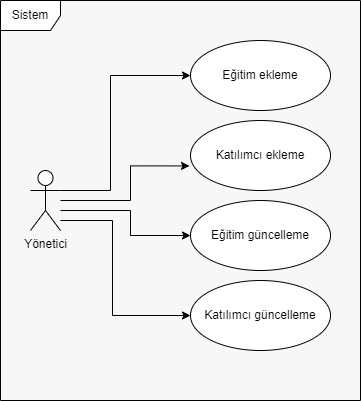 Sistem
Eğitim ekleme
Katılımcı ekleme
Yönetici
Eğitim güncelleme
Katılımcı güncelleme